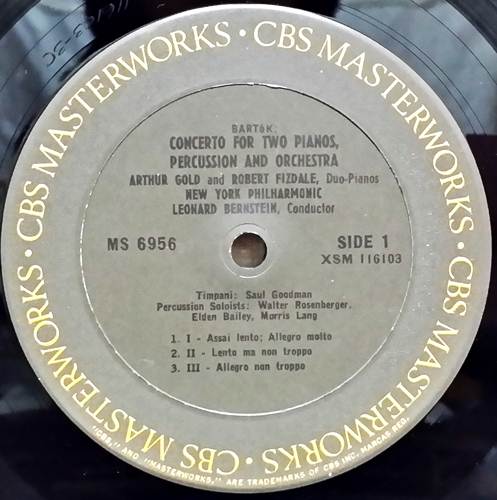 CBS MASTERWORKS · CBS MASTERWORKS · CBS MASTERWORKS · CBS MASTERWORKS ·
BARTóK:
CONCERTO FOR TWO PIANOS,
PERCUSSION AND ORCHESTRA
ARTHUR GOLD and ROBERT FIZDALE, Duo-Pianos
NEW YORK PHILHARMONIC
LEONARD BERNSTEIN, Conductor
MS 6956
SIDE 1
XSM 116103
Timpani: Saul Goodman
Percussion Soloists: Walter Rosenberger,
Elden Bailey, Morris Lang
1. I - Assai lento; Allegro molto
2. II - Lento ma non troppo
3. III - Allegro non troppo
"CBS," AND "MASTERWORKS," ARE TRADEMARKS OF CBS INC. MARCAS REG.